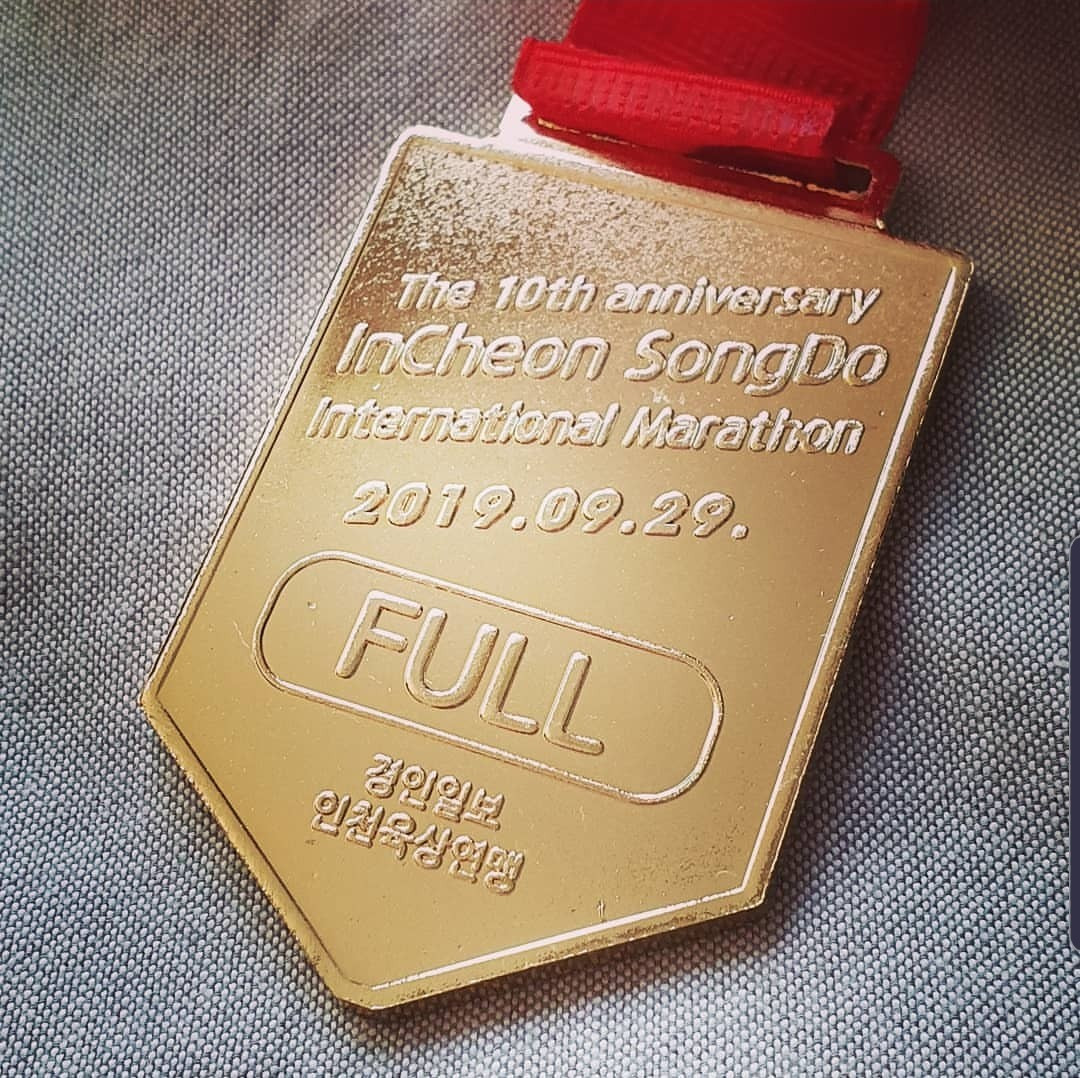 The 10th anniversary
InCheon SongDo
International Marathon
2019.09.29.
FULL
경인일보
인천육상연맹